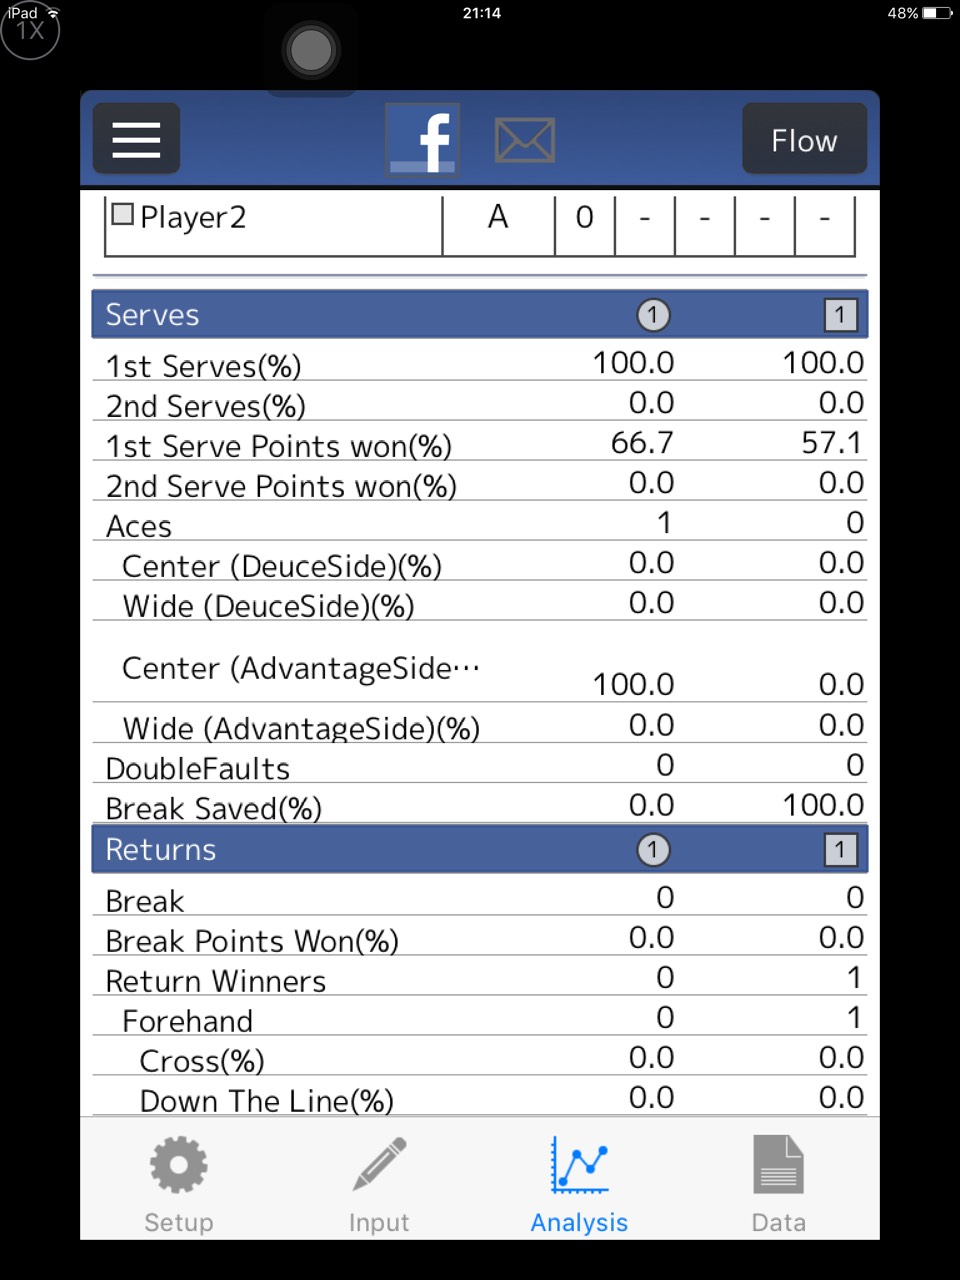 iPad 21:14 48%
1X
f Flow
Player2 A 0 - - - -
Serves 1 1
1st Serves(%) 100.0 100.0
2nd Serves(%) 0.0 0.0
1st Serve Points won(%) 66.7 57.1
2nd Serve Points won(%) 0.0 0.0
Aces 1 0
Center (DeuceSide)(%) 0.0 0.0
Wide (DeuceSide)(%) 0.0 0.0
Center (AdvantageSide… 100.0 0.0
Wide (AdvantageSide)(%) 0.0 0.0
DoubleFaults 0 0
Break Saved(%) 0.0 100.0
Returns 1 1
Break 0 0
Break Points Won(%) 0.0 0.0
Return Winners 0 1
Forehand 0 1
Cross(%) 0.0 0.0
Down The Line(%) 0.0 0.0
Setup Input Analysis Data